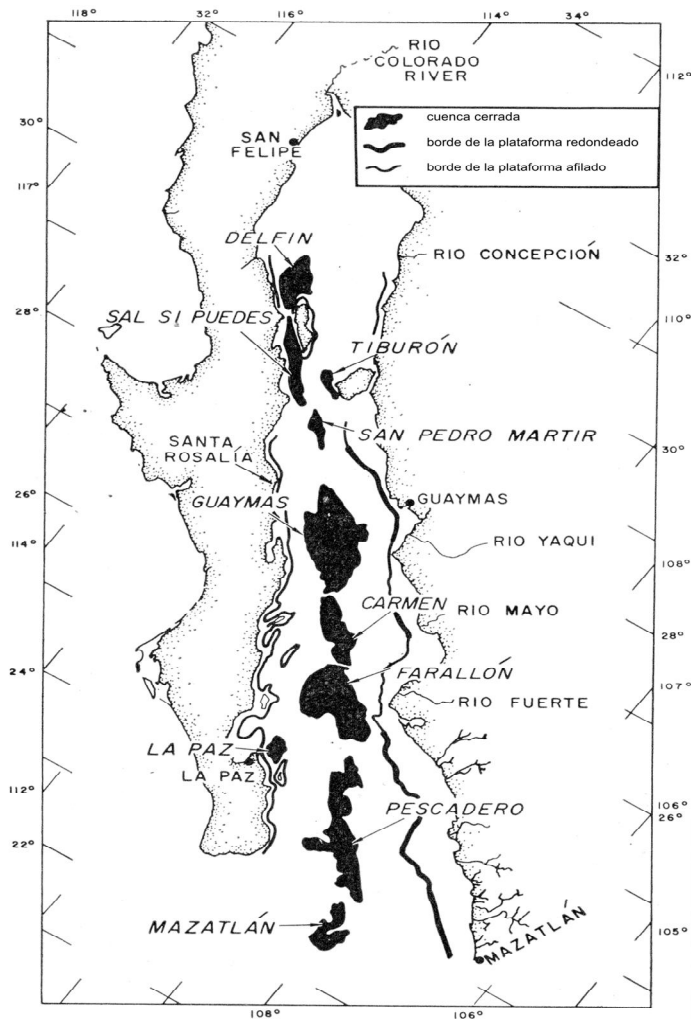 118°
32°
116°
114°
34°
RIO
COLORADO
RIVER
112°
cuenca cerrada
borde de la plataforma redondeado
borde de la plataforma afilado
30°
SAN
FELIPE
117°
DELFIN
RIO CONCEPCIÓN
32°
28°
SAL SI PUEDES
110°
TIBURÓN
SANTA
ROSALÍA
SAN PEDRO MARTIR
30°
26°
GUAYMAS
GUAYMAS
114°
RIO YAQUI
108°
CARMEN
RIO MAYO
28°
24°
FARALLÓN
107°
RIO FUERTE
LA PAZ
LA PAZ
112°
PESCADERO
106°
26°
22°
MAZATLÁN
MAZATLÁN
105°
108°
106°